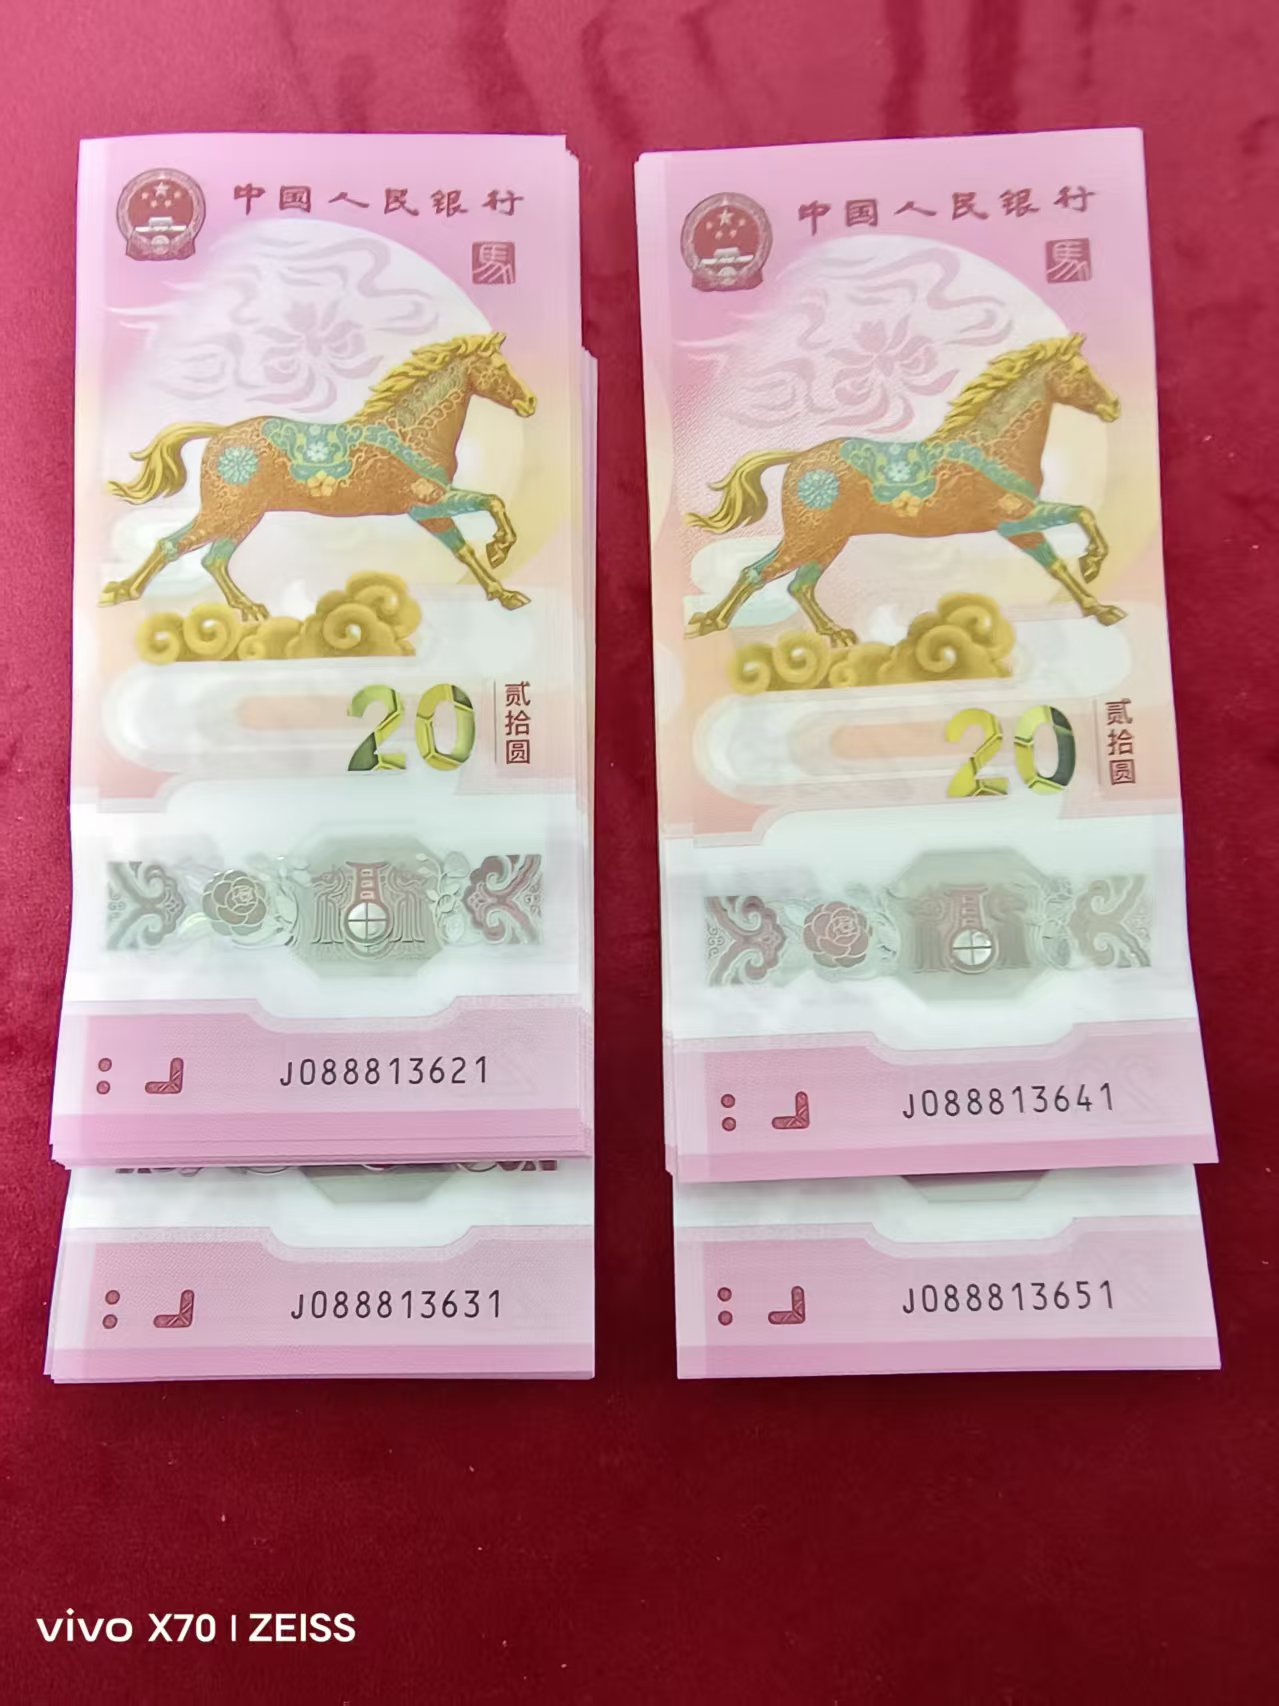 中国人民银行
馬
20 贰拾圆
J088813621
J088813631
中国人民银行
馬
20 贰拾圆
J088813641
J088813651
vivo X70 | ZEISS